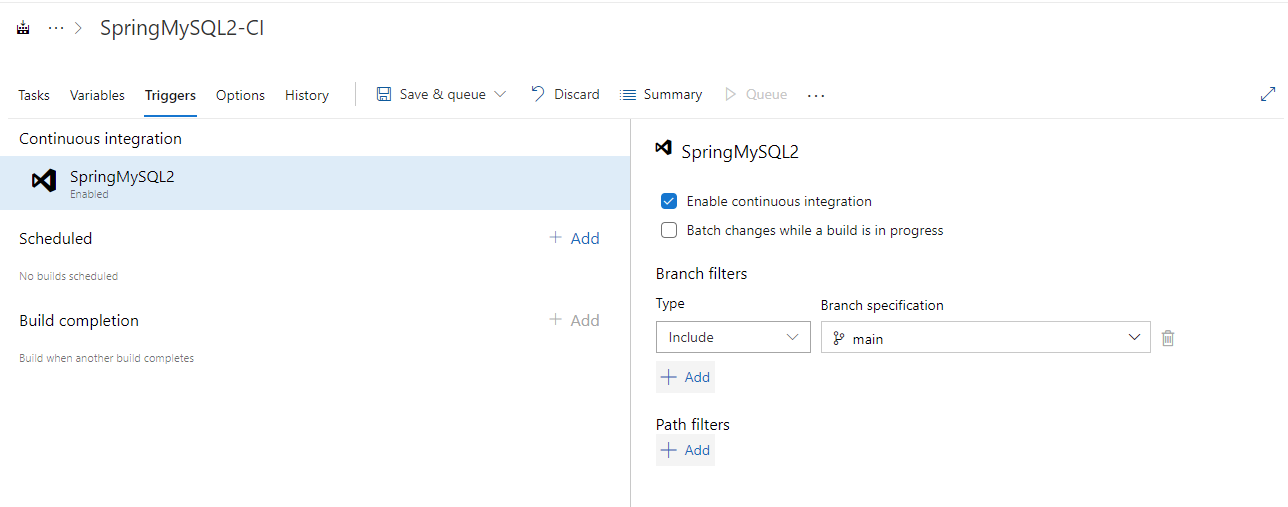 ··· > SpringMySQL2-CI
Tasks Variables Triggers Options History Save & queue Discard Summary Queue ···
Continuous integration
SpringMySQL2
Enabled
Scheduled + Add
No builds scheduled
Build completion + Add
Build when another build completes
SpringMySQL2
Enable continuous integration
Batch changes while a build is in progress
Branch filters
Type Branch specification
Include main
+ Add
Path filters
+ Add